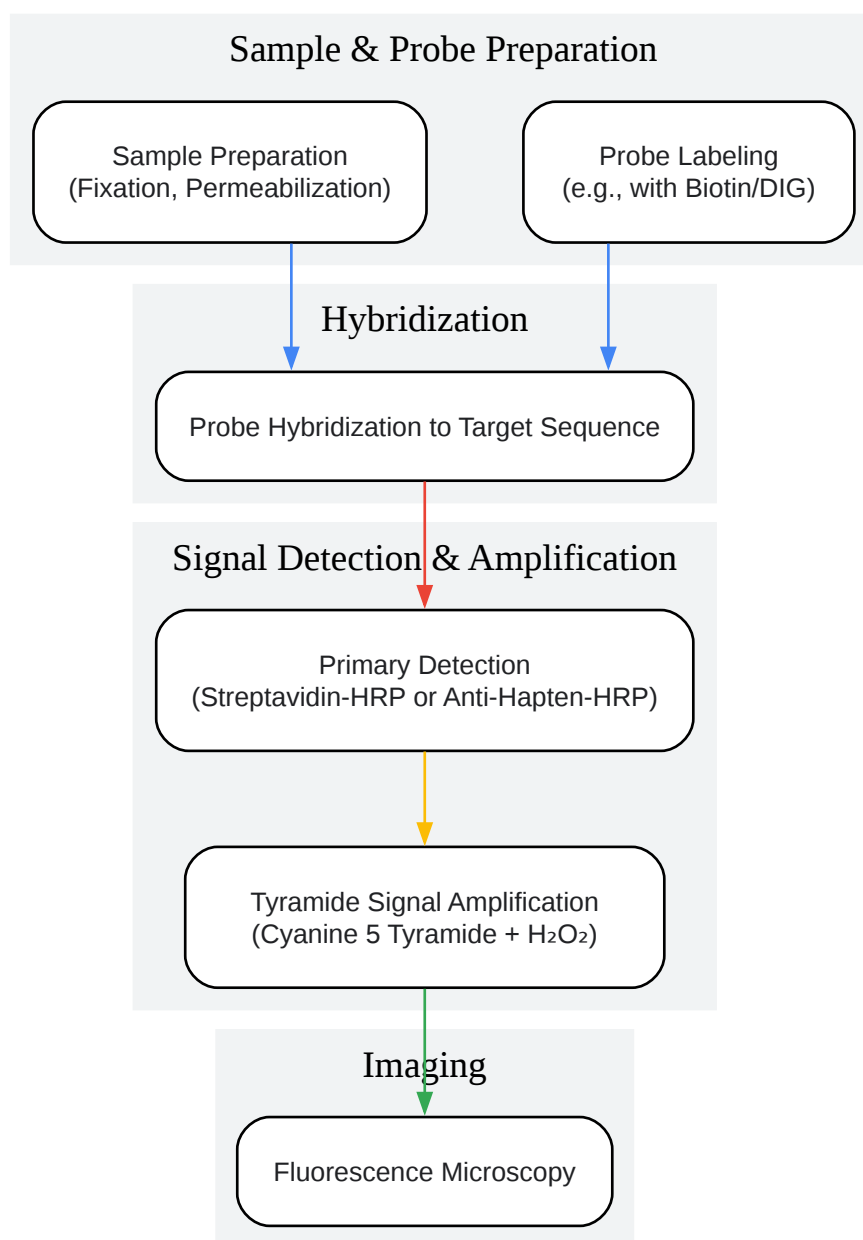 Sample & Probe Preparation
Sample Preparation
(Fixation, Permeabilization)
Probe Labeling
(e.g., with Biotin/DIG)
Hybridization
Probe Hybridization to Target Sequence
Signal Detection & Amplification
Primary Detection
(Streptavidin-HRP or Anti-Hapten-HRP)
Tyramide Signal Amplification
(Cyanine 5 Tyramide + H₂O₂)
Imaging
Fluorescence Microscopy